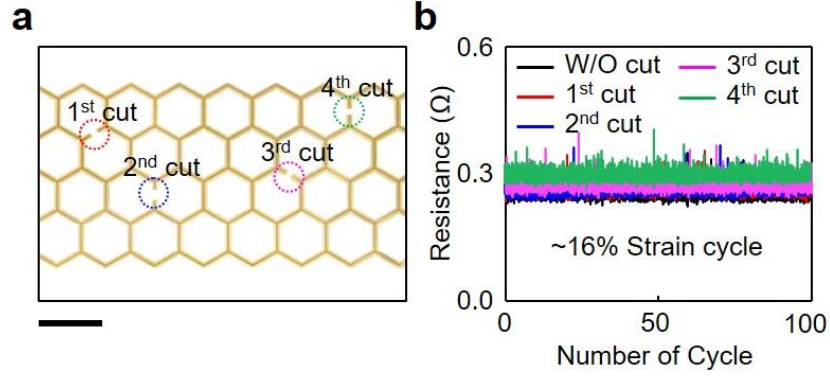 a
1st cut
2nd cut
3rd cut
4th cut
b
0.6
0.3
0.0
Resistance (Ω)
W/O cut
1st cut
2nd cut
3rd cut
4th cut
~16% Strain cycle
0
50
100
Number of Cycle